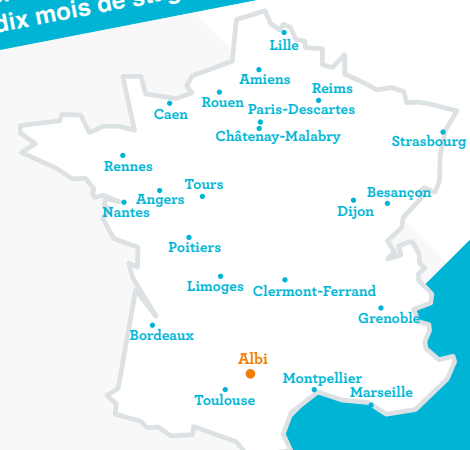 dix mois de stag
Lille
Amiens
Reims
Rouen
Paris-Descartes
Caen
Châtenay-Malabry
Strasbourg
Rennes
Tours
Besançon
Angers
Nantes
Dijon
Poitiers
Limoges
Clermont-Ferrand
Grenoble
Bordeaux
Albi
Montpellier
Marseille
Toulouse